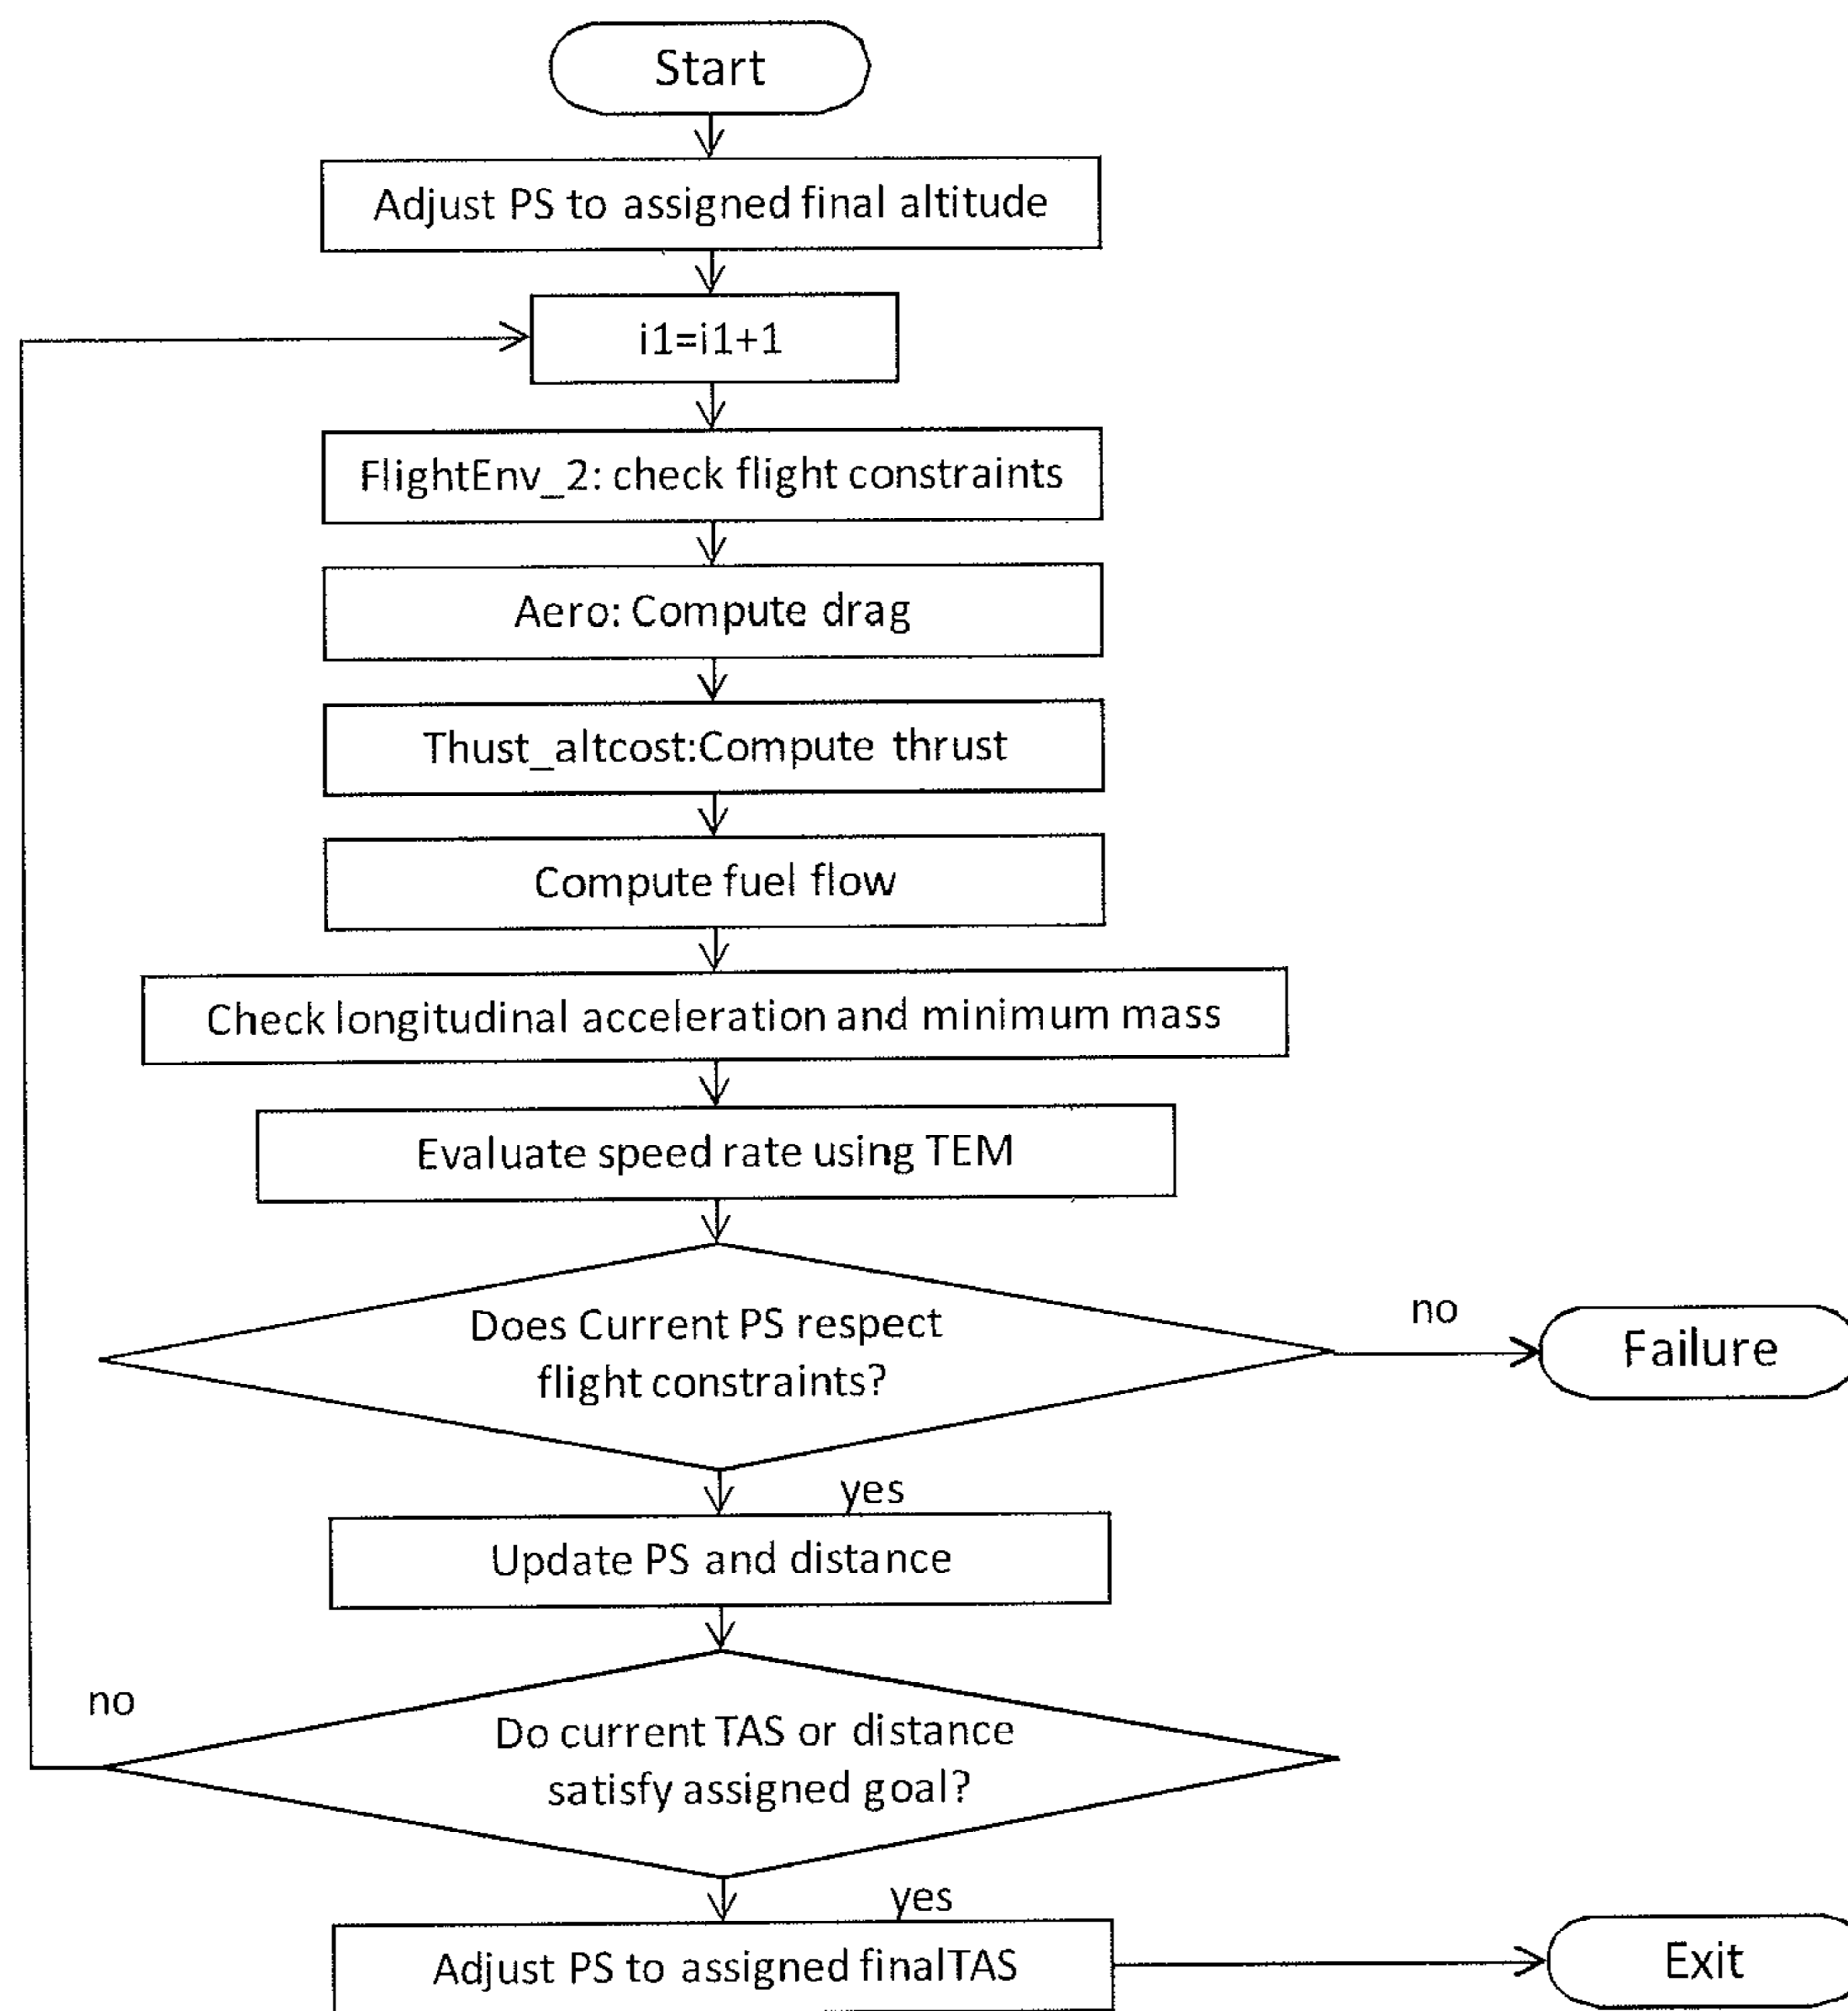 Start
Adjust PS to assigned final altitude
i1=i1+1
FlightEnv_2: check flight constraints
Aero: Compute drag
Thust_altcost:Compute thrust
Compute fuel flow
Check longitudinal acceleration and minimum mass
Evaluate speed rate using TEM
Does Current PS respect
flight constraints?
no
Failure
yes
Update PS and distance
no
Do current TAS or distance
satisfy assigned goal?
yes
Adjust PS to assigned finalTAS
Exit